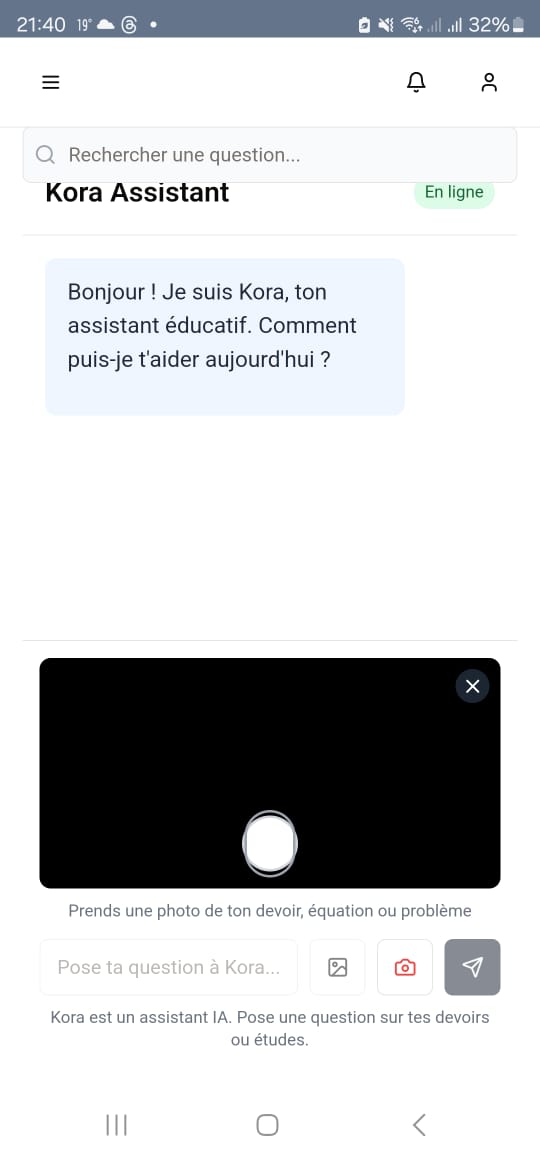 21:40 19° 32%
Rechercher une question...
Kora Assistant
En ligne
Bonjour ! Je suis Kora, ton
assistant éducatif. Comment
puis-je t'aider aujourd'hui ?
Prends une photo de ton devoir, équation ou problème
Pose ta question à Kora...
Kora est un assistant IA. Pose une question sur tes devoirs
ou études.